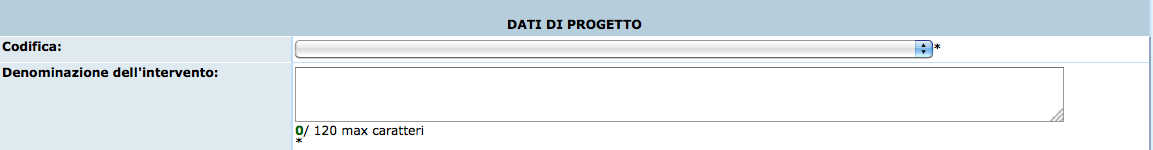 DATI DI PROGETTO
Codifica:
*
Denominazione dell'intervento:
0/ 120 max caratteri
*